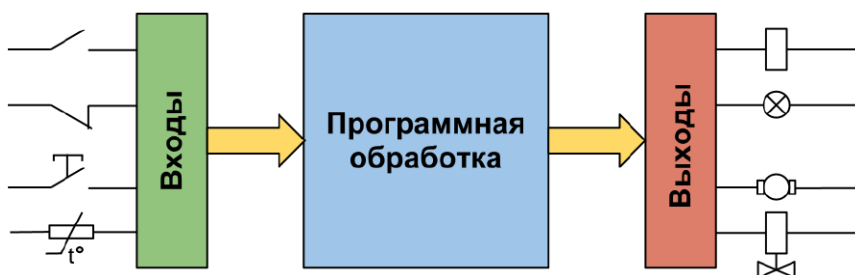 Входы
Программная
обработка
Выходы
t°